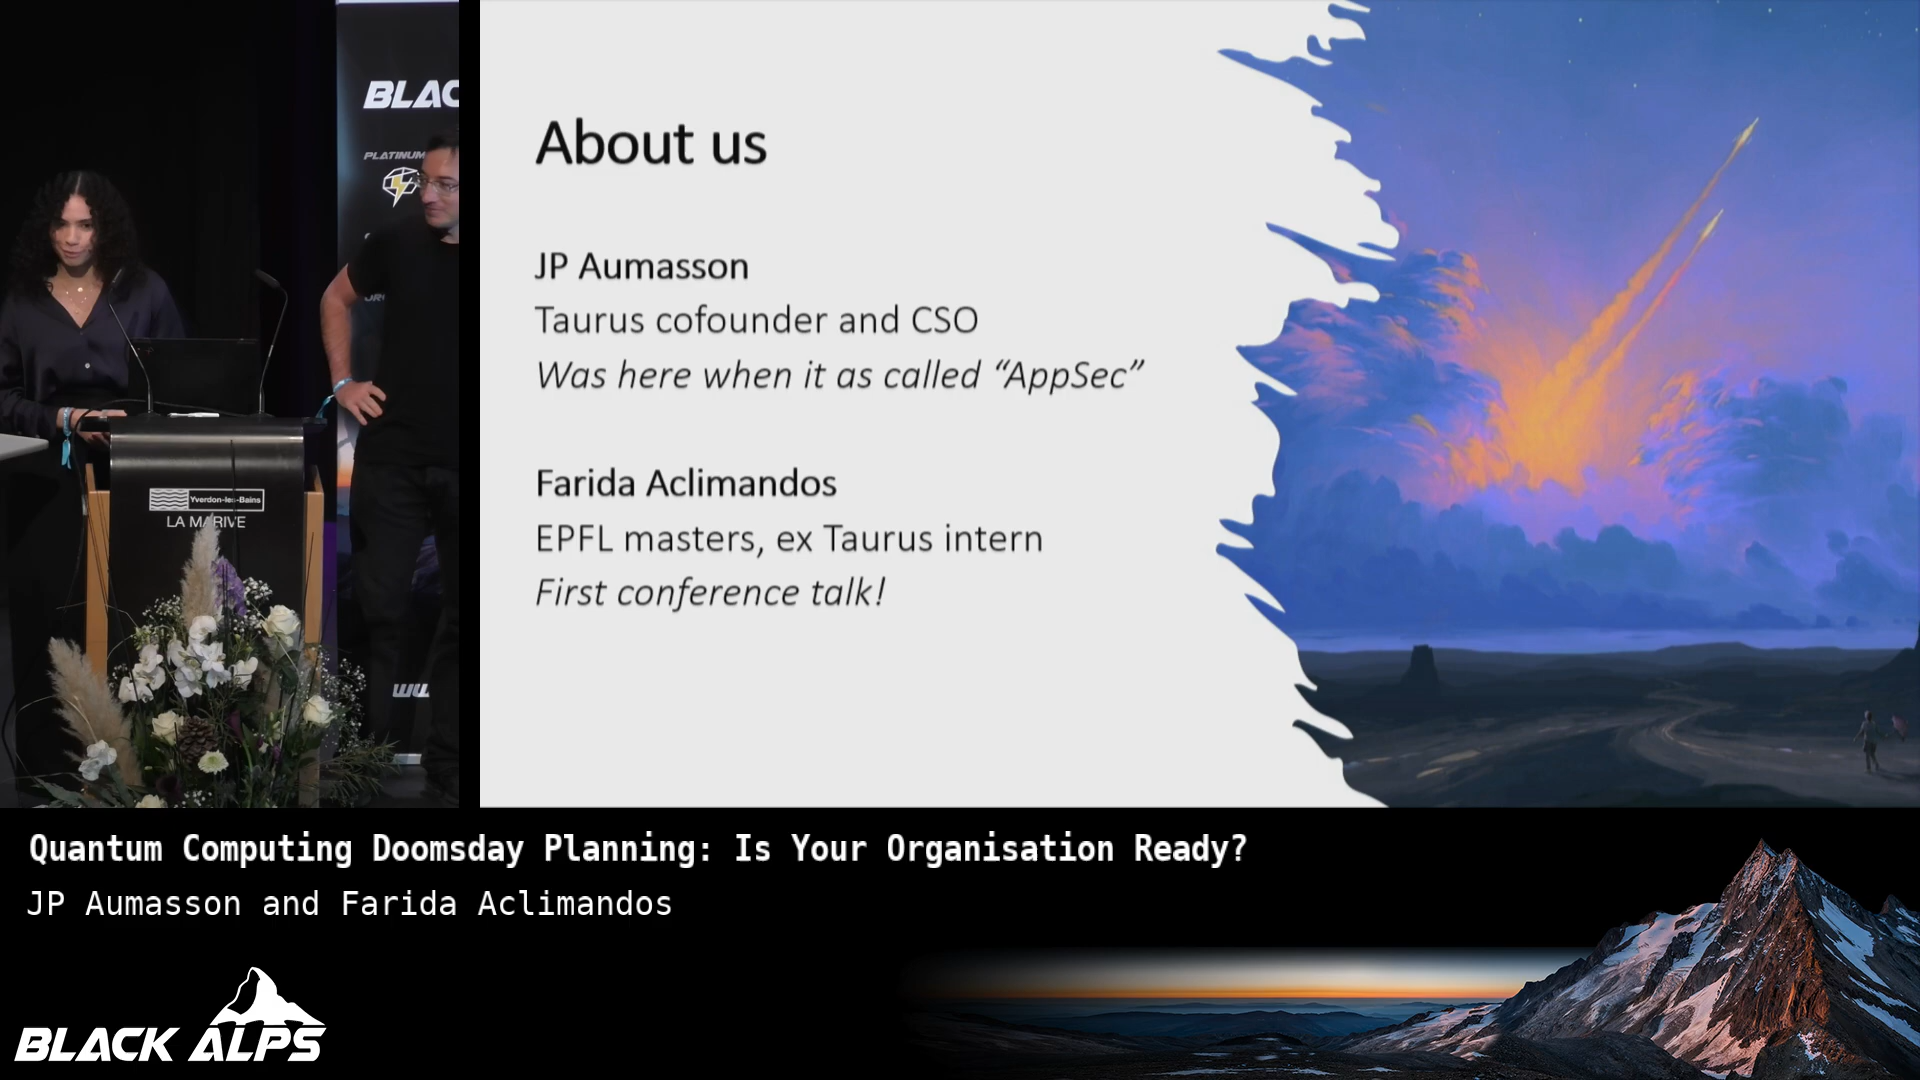 BLAC
PLATINUM
Yverdon-les-Bains
LA MARIVE
About us
JP Aumasson
Taurus cofounder and CSO
Was here when it as called “AppSec”
Farida Aclimandos
EPFL masters, ex Taurus intern
First conference talk!
Quantum Computing Doomsday Planning: Is Your Organisation Ready?
JP Aumasson and Farida Aclimandos
BLACK ALPS